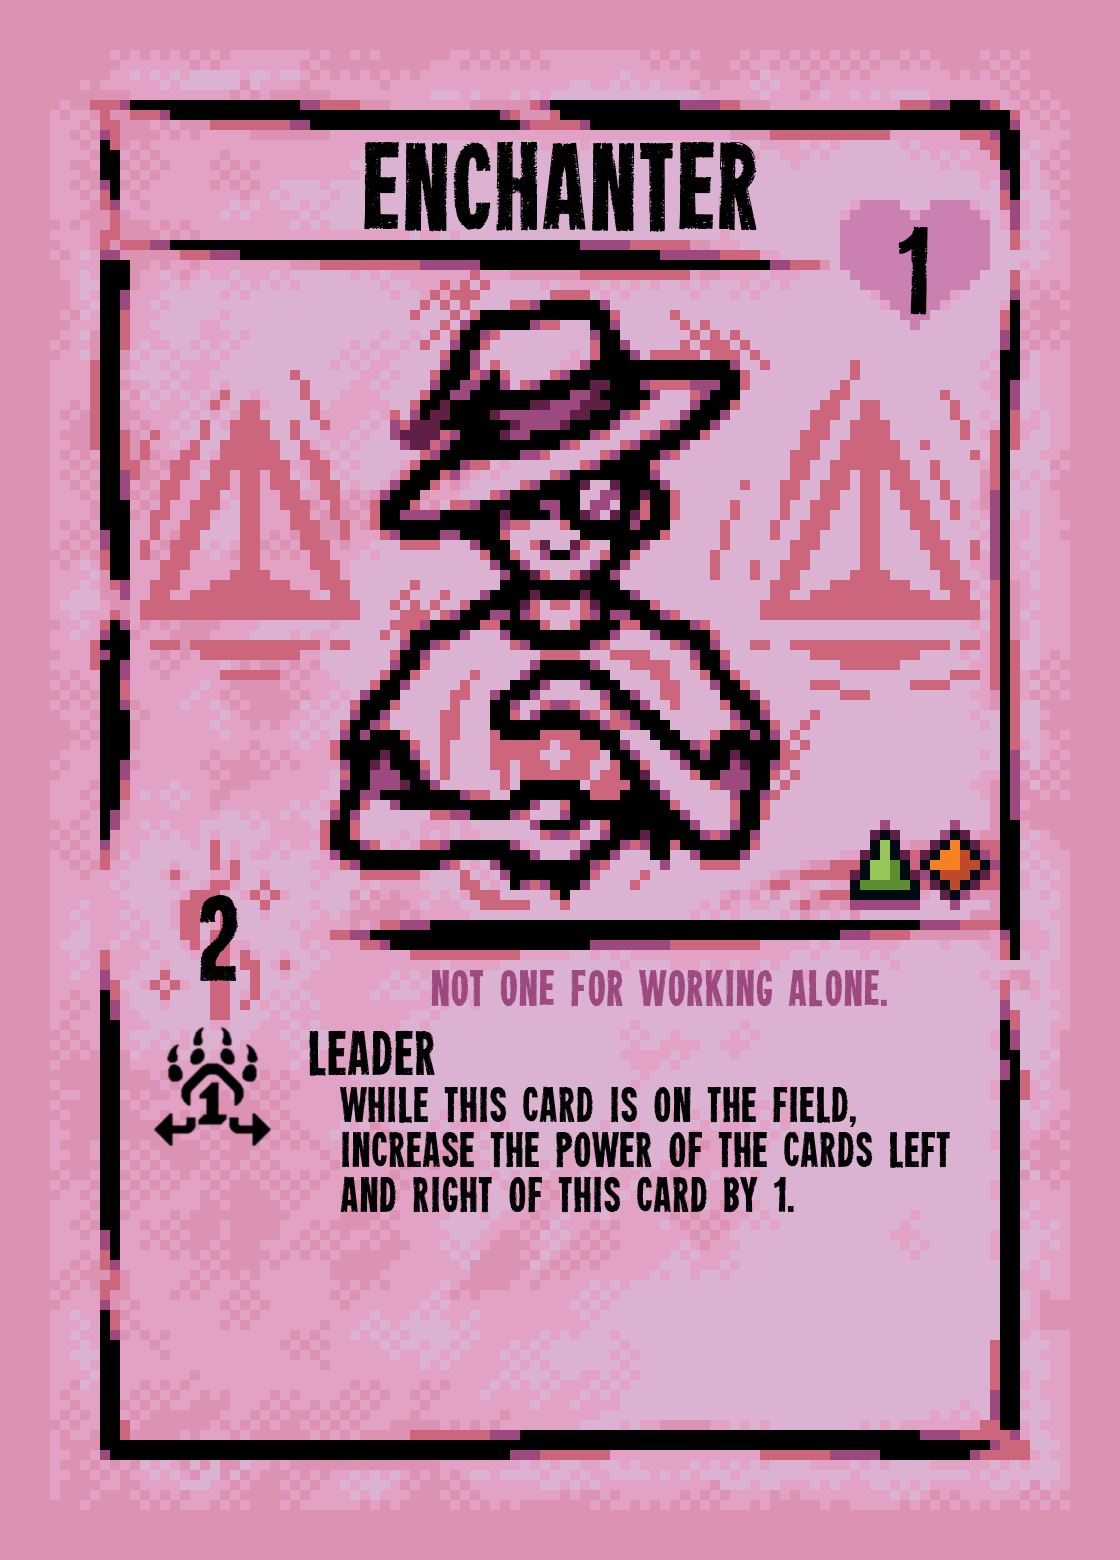 ENCHANTER
1
2
NOT ONE FOR WORKING ALONE.
1
LEADER
WHILE THIS CARD IS ON THE FIELD,
INCREASE THE POWER OF THE CARDS LEFT
AND RIGHT OF THIS CARD BY 1.